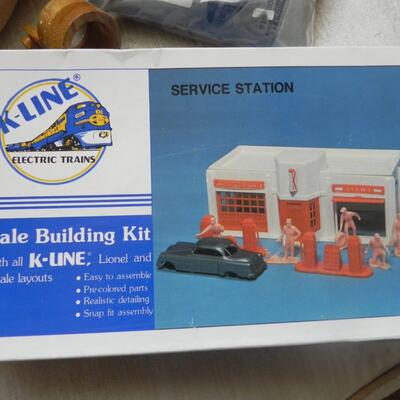 K-LINE®
ELECTRIC TRAINS
SERVICE STATION
ale Building Kit
th all K-LINE, Lionel and
ale layouts
• Easy to assemble
• Pre-colored parts
• Realistic detailing
• Snap fit assembly